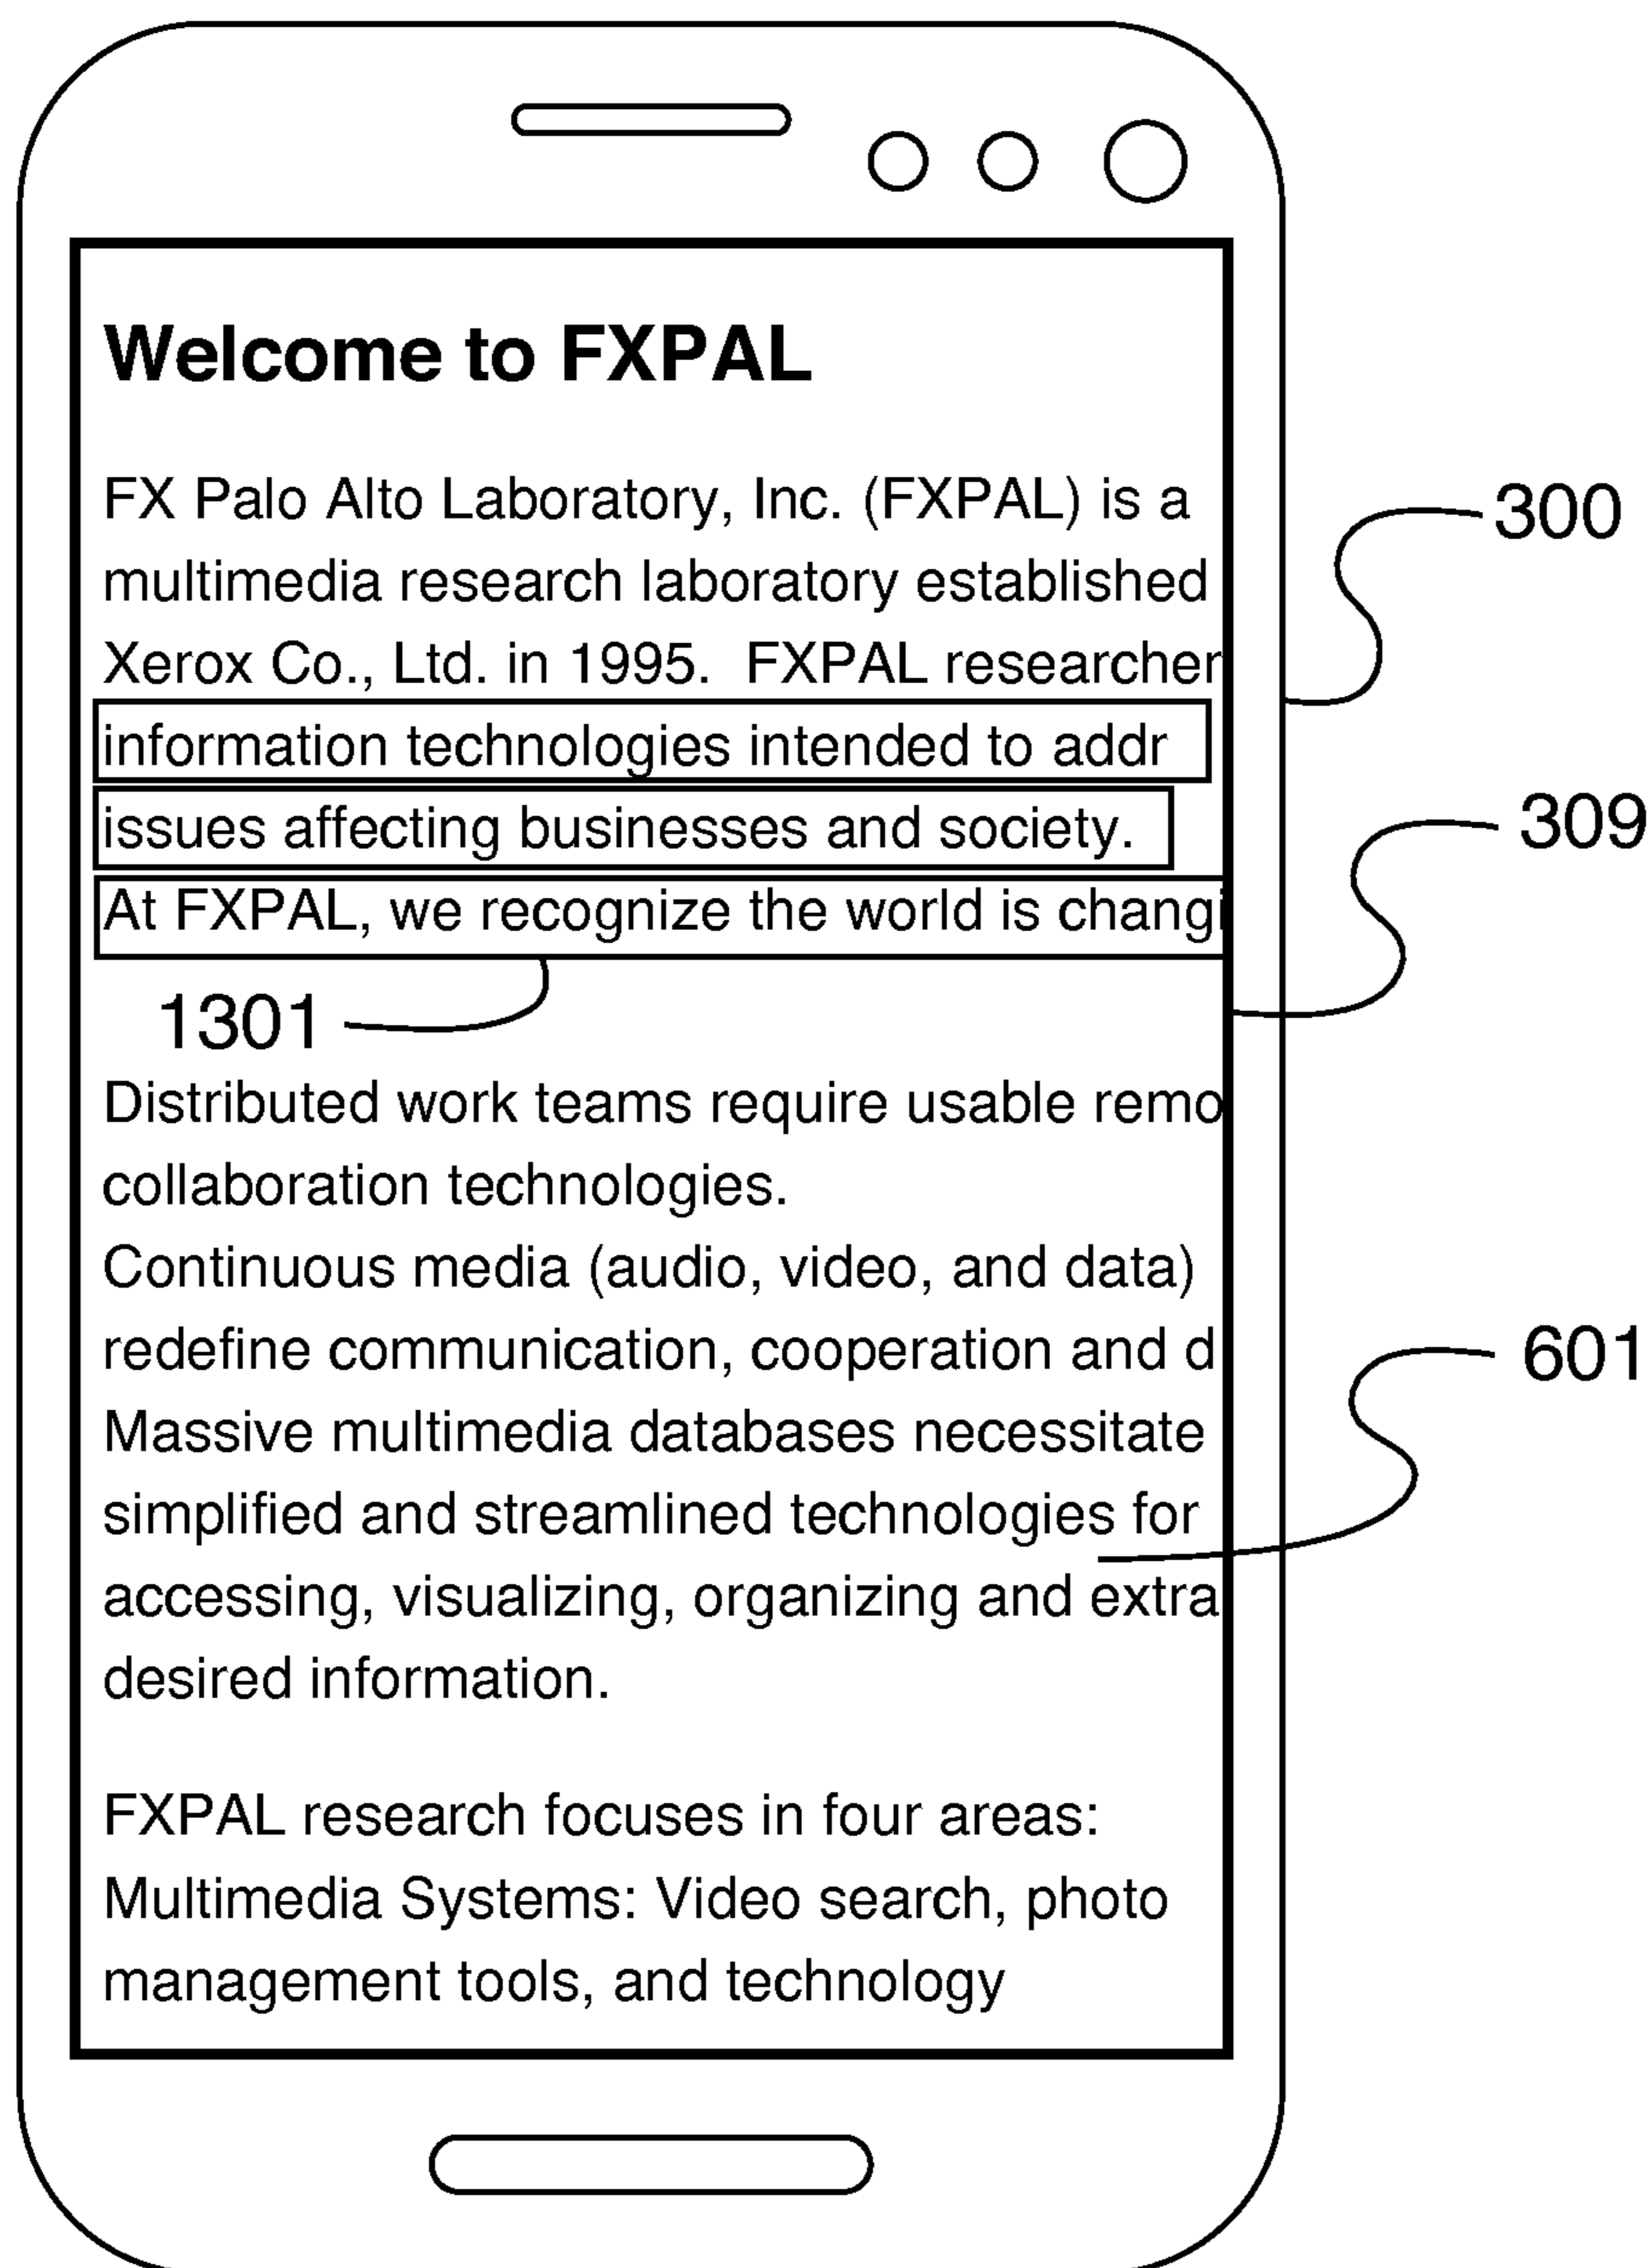 Welcome to FXPAL
FX Palo Alto Laboratory, Inc. (FXPAL) is a
multimedia research laboratory established
Xerox Co., Ltd. in 1995.  FXPAL researcher
information technologies intended to addr
issues affecting businesses and society.
At FXPAL, we recognize the world is changi
1301
Distributed work teams require usable remo
collaboration technologies.
Continuous media (audio, video, and data)
redefine communication, cooperation and d
Massive multimedia databases necessitate
simplified and streamlined technologies for
accessing, visualizing, organizing and extra
desired information.
FXPAL research focuses in four areas:
Multimedia Systems: Video search, photo
management tools, and technology
300
309
601